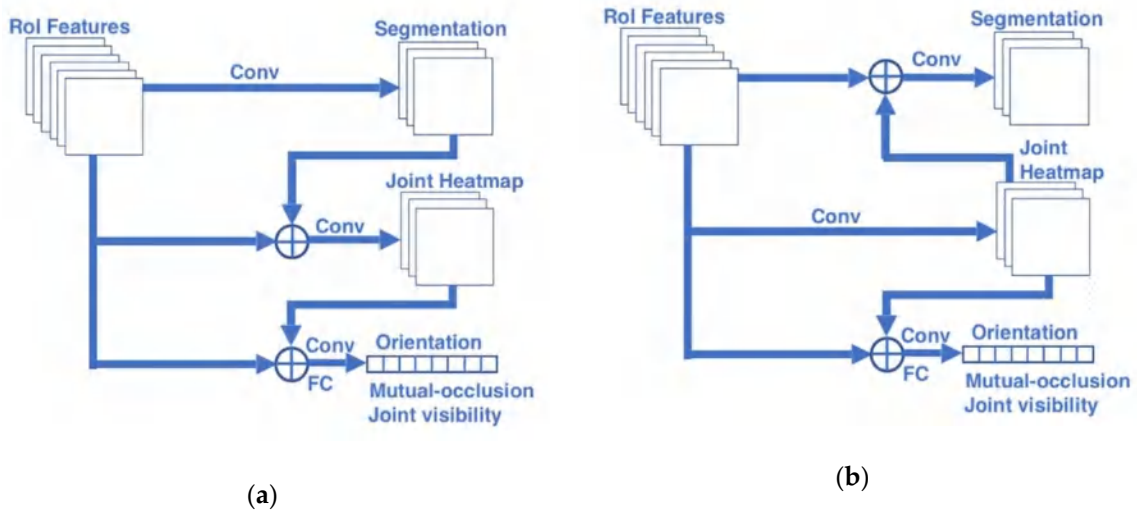 RoI Features
Segmentation
Conv
Joint Heatmap
Conv
Conv
FC
Orientation
Mutual-occlusion
Joint visibility
(a)
RoI Features
Segmentation
Conv
Joint
Heatmap
Conv
Conv
FC
Orientation
Mutual-occlusion
Joint visibility
(b)